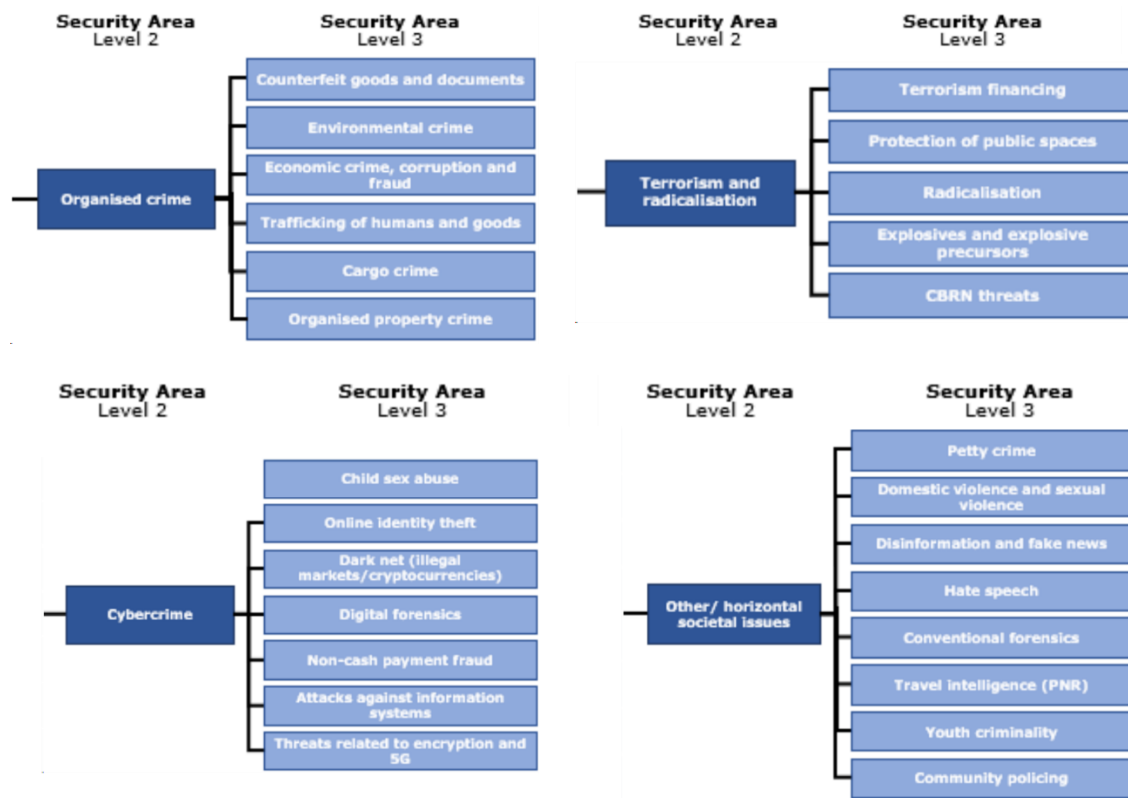 Security Area
Level 2
Security Area
Level 3
Organised crime
Counterfeit goods and documents
Environmental crime
Economic crime, corruption and
fraud
Trafficking of humans and goods
Cargo crime
Organised property crime
Security Area
Level 2
Security Area
Level 3
Terrorism and
radicalisation
Terrorism financing
Protection of public spaces
Radicalisation
Explosives and explosive
precursors
CBRN threats
Security Area
Level 2
Security Area
Level 3
Cybercrime
Child sex abuse
Online identity theft
Dark net (illegal
markets/cryptocurrencies)
Digital forensics
Non-cash payment fraud
Attacks against information
systems
Threats related to encryption and
5G
Security Area
Level 2
Security Area
Level 3
Other/ horizontal
societal issues
Petty crime
Domestic violence and sexual
violence
Disinformation and fake news
Hate speech
Conventional forensics
Travel intelligence (PNR)
Youth criminality
Community policing